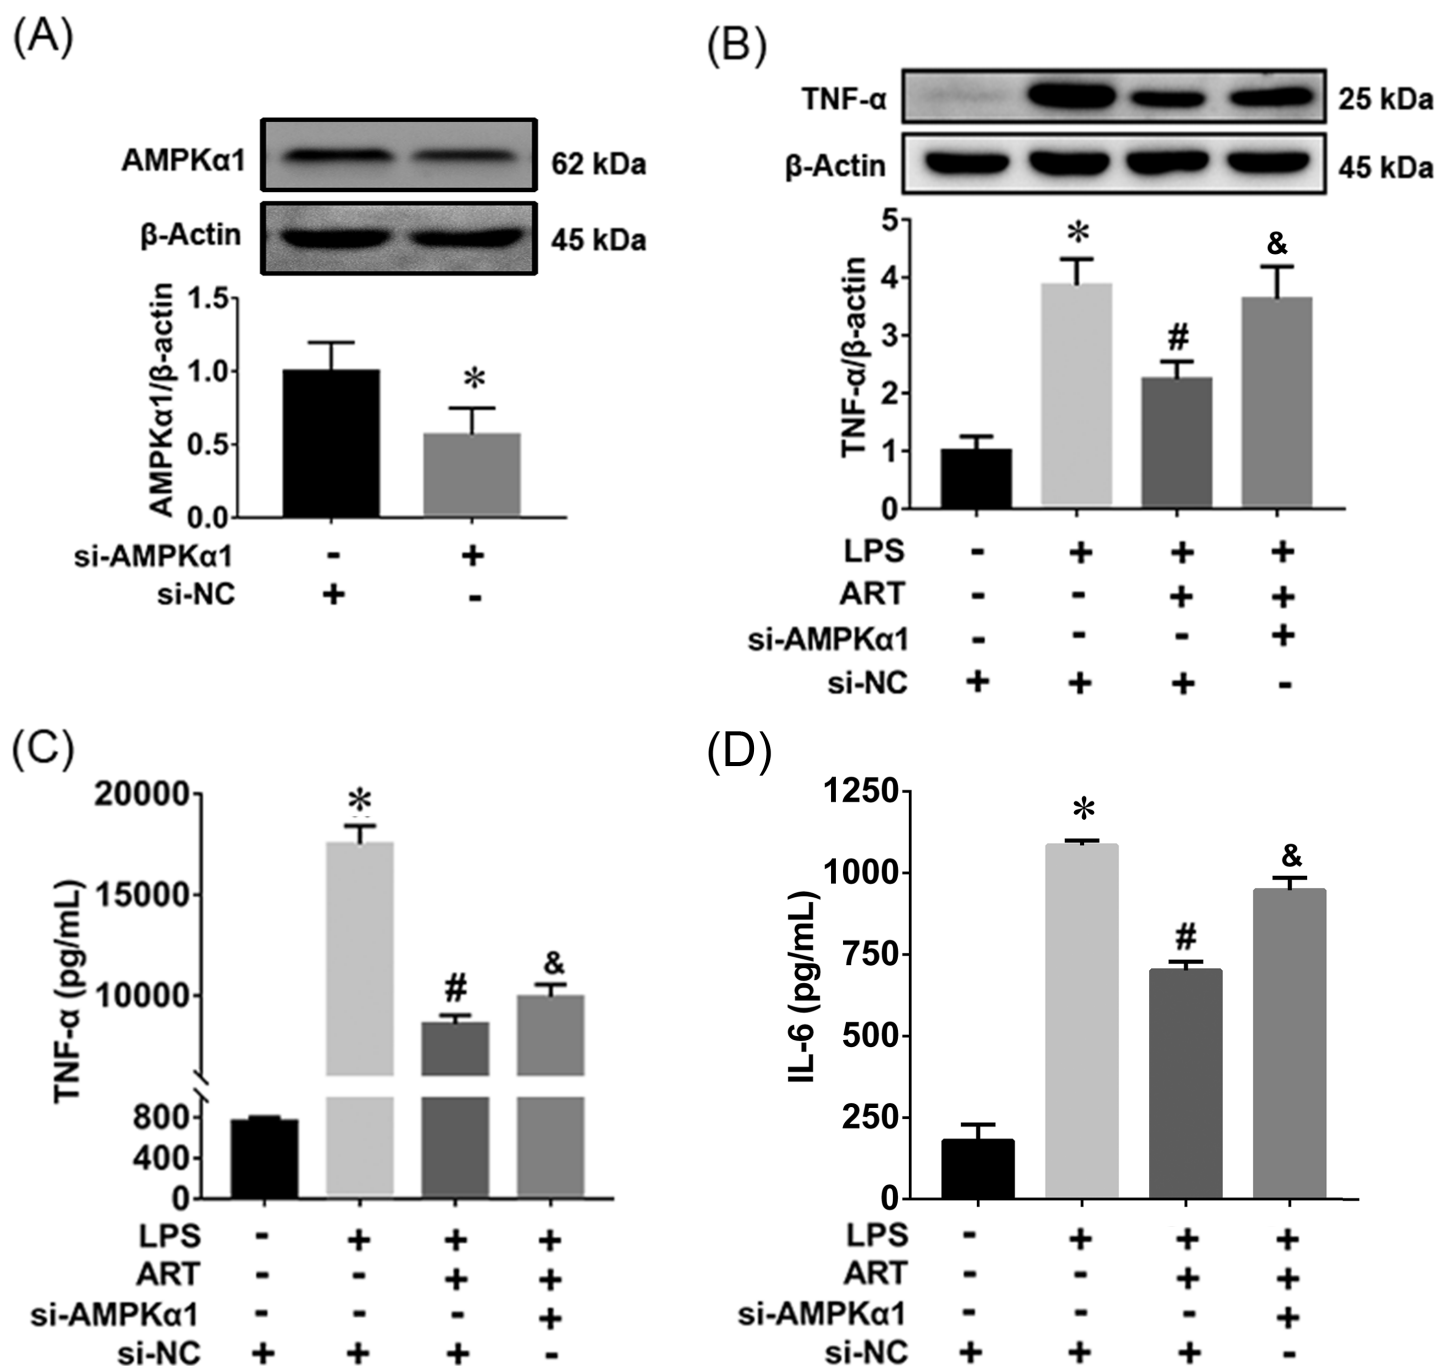 (A)
AMPKα1 62 kDa
β-Actin 45 kDa
AMPKα1/β-actin
1.5
1.0
0.5
0.0
*
si-AMPKα1 - +
si-NC + -
(B)
TNF-α 25 kDa
β-Actin 45 kDa
TNF-α/β-actin
5
4
3
2
1
0
* # &
LPS - + + +
ART - - + +
si-AMPKα1 - - - +
si-NC + + + -
(C)
TNF-α (pg/mL)
20000
15000
10000
800
400
0
* # &
LPS - + + +
ART - - + +
si-AMPKα1 - - - +
si-NC + + + -
(D)
IL-6 (pg/mL)
1250
1000
750
500
250
0
* # &
LPS - + + +
ART - - + +
si-AMPKα1 - - - +
si-NC + + + -